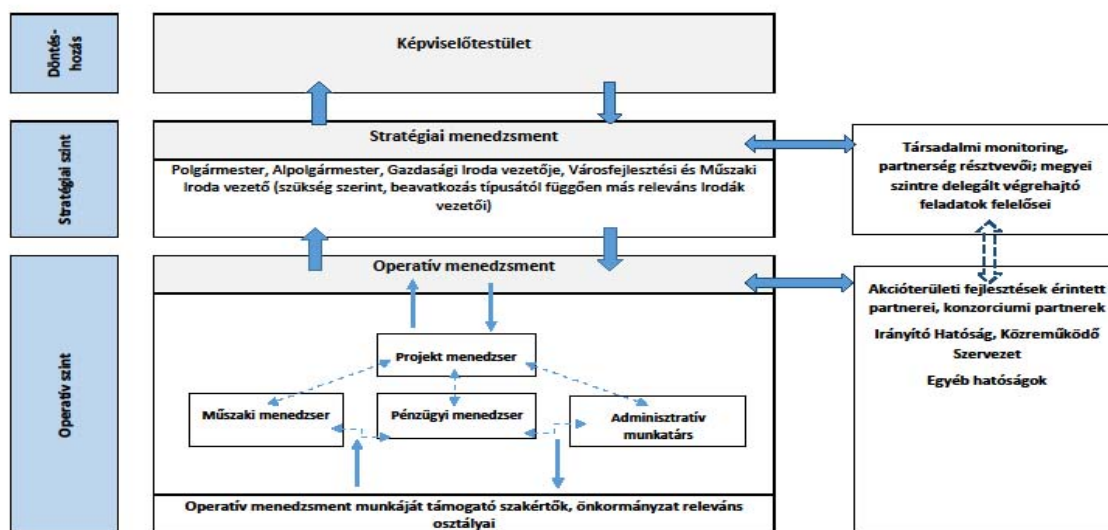 Döntés-
hozás
Képviselőtestület
Stratégiai szint
Stratégiai menedzsment
Polgármester, Alpolgármester, Gazdasági Iroda vezetője, Városfejlesztési és Műszaki
Iroda vezető (szükség szerint, beavatkozás típusától függően más releváns Irodák
vezetői)
Társadalmi monitoring,
partnerség résztvevői; megyei
szintre delegált végrehajtó
feladatok felelősei
Operatív szint
Operatív menedzsment
Projekt menedzser
Műszaki menedzser
Pénzügyi menedzser
Adminisztratív
munkatárs
Operatív menedzsment munkáját támogató szakértők, önkormányzat releváns
osztályai
Akcióterületi fejlesztések érintett
partnerei, konzorciumi partnerek
Irányító Hatóság, Közreműködő
Szervezet
Egyéb hatóságok